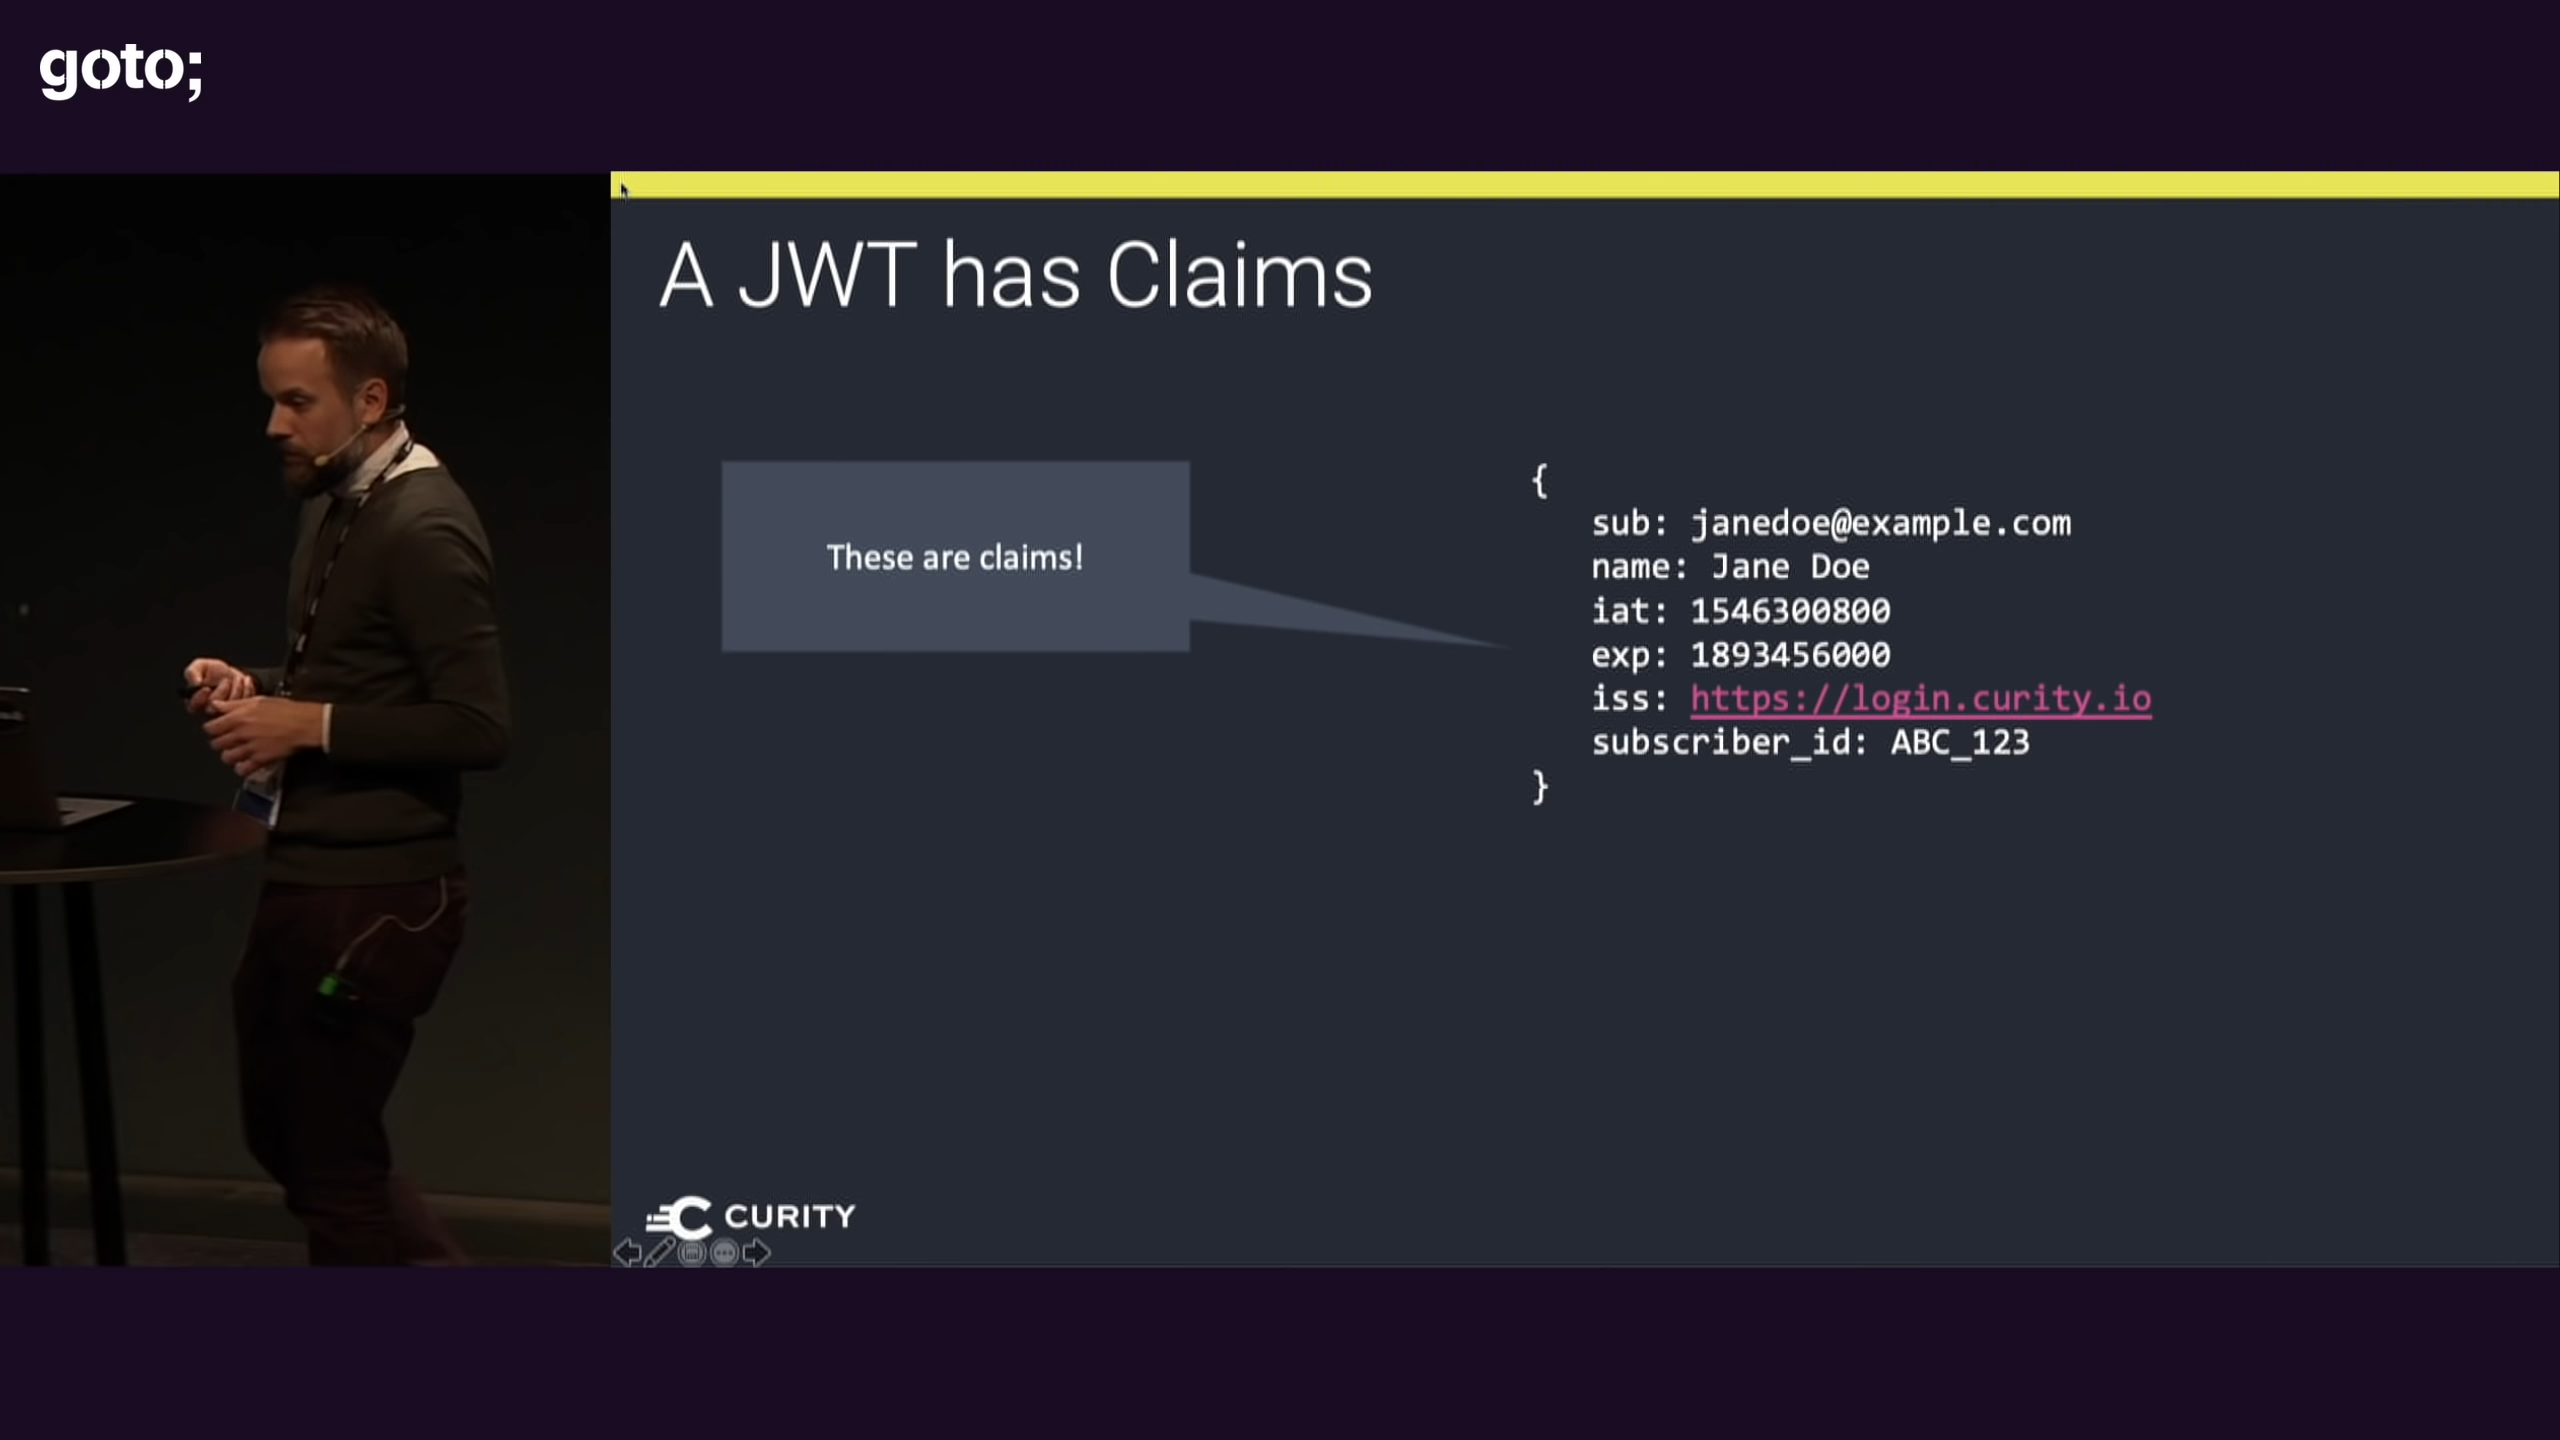 goto;
A JWT has Claims
These are claims!
{
sub: janedoe@example.com
name: Jane Doe
iat: 1546300800
exp: 1893456000
iss: https://login.curity.io
subscriber_id: ABC_123
}
CURITY